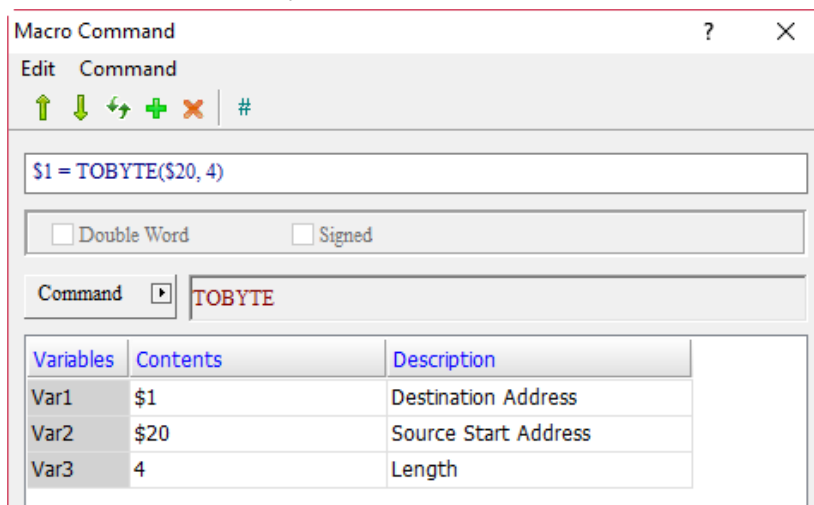 Macro Command ?
Edit Command
#
$1 = TOBYTE($20, 4)
Double Word Signed
Command TOBYTE
Variables Contents Description
Var1 $1 Destination Address
Var2 $20 Source Start Address
Var3 4 Length